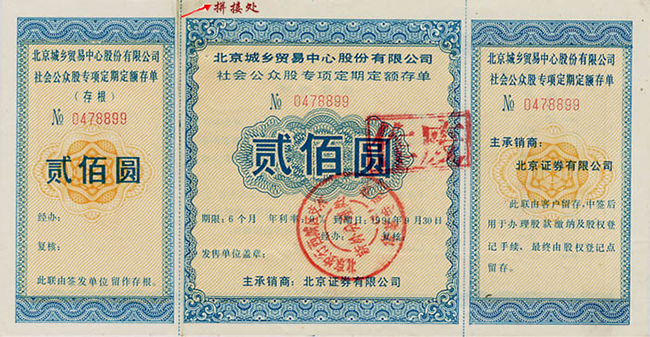 拼接处
北京城乡贸易中心股份有限公司
社会公众股专项定期定额存单
(存根)
№ 0478899
贰佰圆
经办:
复核:
此联由签发单位留作存根。
北京城乡贸易中心股份有限公司
社会公众股专项定期定额存单
№ 0478899
贰佰圆
期限:6个月 年利率: 到期日:1994年9月30日
经办: 复核:
发售单位盖章:
主承销商:北京证券有限公司
北京城乡贸易中心股份有限公司
社会公众股专项定期定额存单
№ 0478899
主承销商:
北京证券有限公司
此联由客户留存,中签后
用于办理股款缴纳及股权登
记手续,最终由股权登记点
留存。